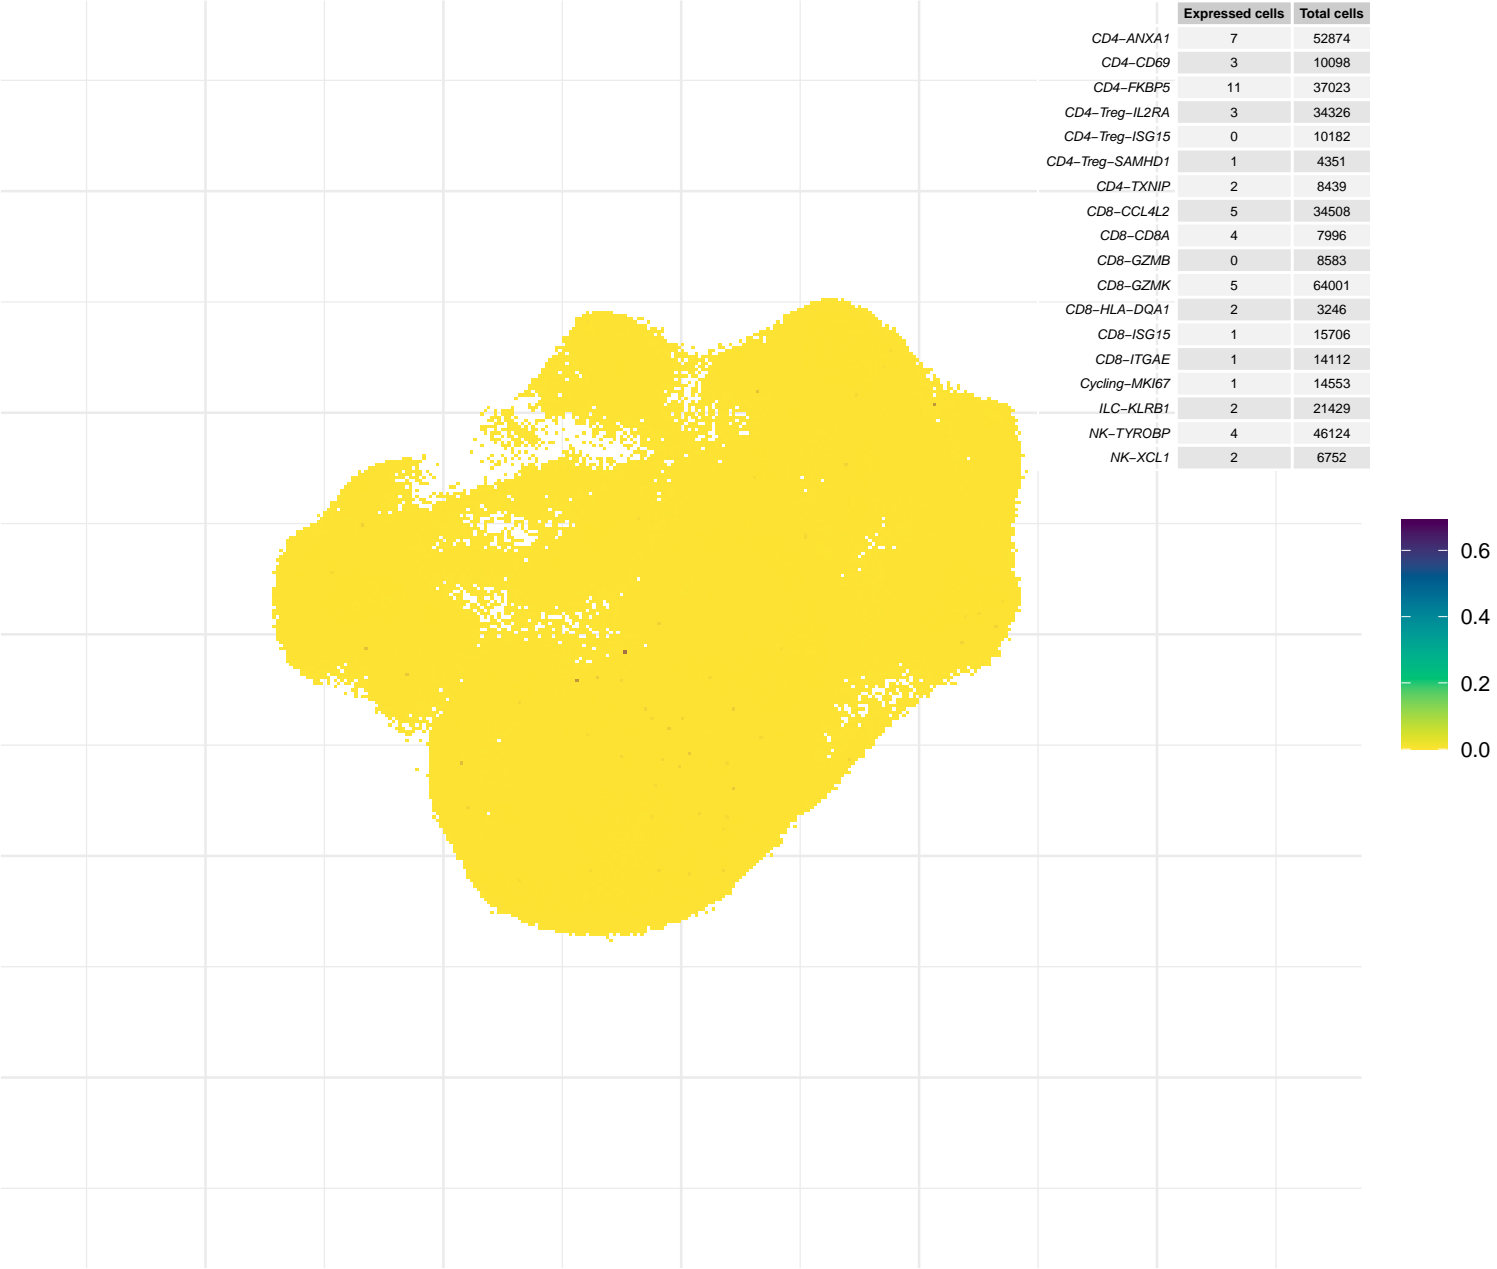 Expressed cells Total cells
CD4−ANXA1 7 52874
CD4−CD69 3 10098
CD4−FKBP5 11 37023
CD4−Treg−IL2RA 3 34326
CD4−Treg−ISG15 0 10182
CD4−Treg−SAMHD1 1 4351
CD4−TXNIP 2 8439
CD8−CCL4L2 5 34508
CD8−CD8A 4 7996
CD8−GZMB 0 8583
CD8−GZMK 5 64001
CD8−HLA−DQA1 2 3246
CD8−ISG15 1 15706
CD8−ITGAE 1 14112
Cycling−MKI67 1 14553
ILC−KLRB1 2 21429
NK−TYROBP 4 46124
NK−XCL1 2 6752
0.6
0.4
0.2
0.0